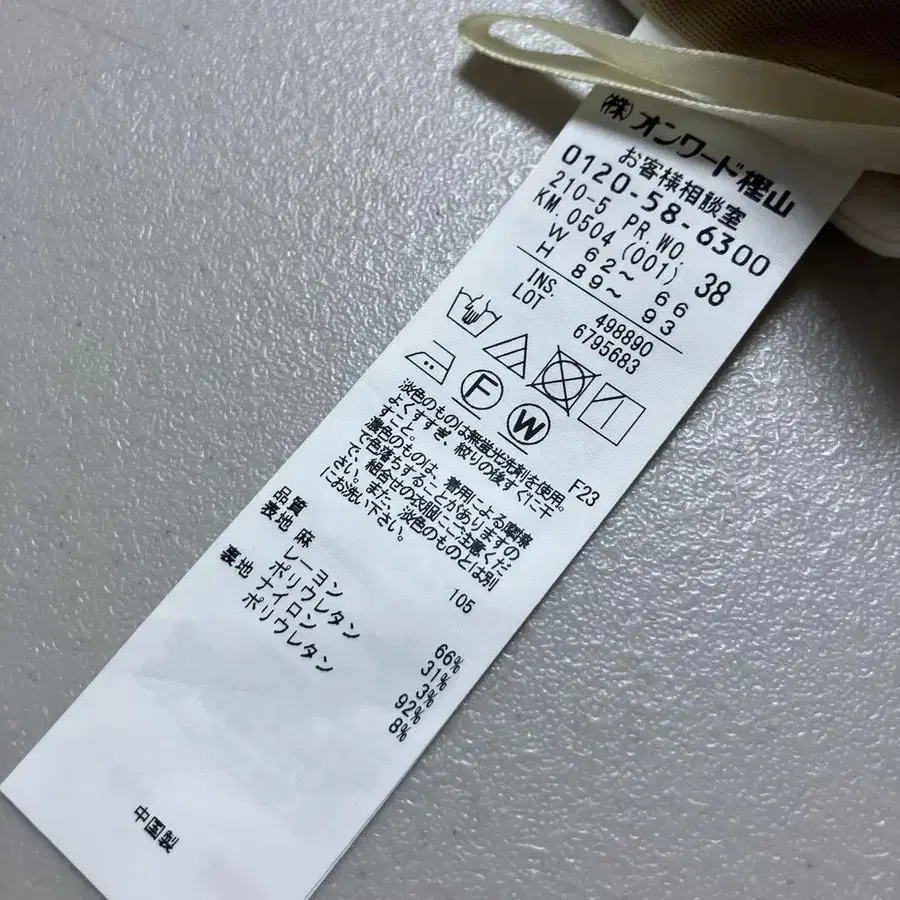 ㈱オンワード樫山
お客様相談室
0120-58-6300
210-5 PR.WO. 38
KM.0504(001)
W 62～ 66
H 89～ 93
INS. 498890
LOT 6795683
F
W
F23
淡色のものは無蛍光洗剤を使用。
よくすすぎ、絞りの後すぐに干
すこと。
濃色のものは、着用による摩擦
で色落ちすることがありますの
で、組合せの衣服にご注意くだ
さい。また、淡色のものとは別
にお洗い下さい。
105
品質
表地 麻 66%
レーヨン 31%
ポリウレタン 3%
裏地 ナイロン 92%
ポリウレタン 8%
中国製